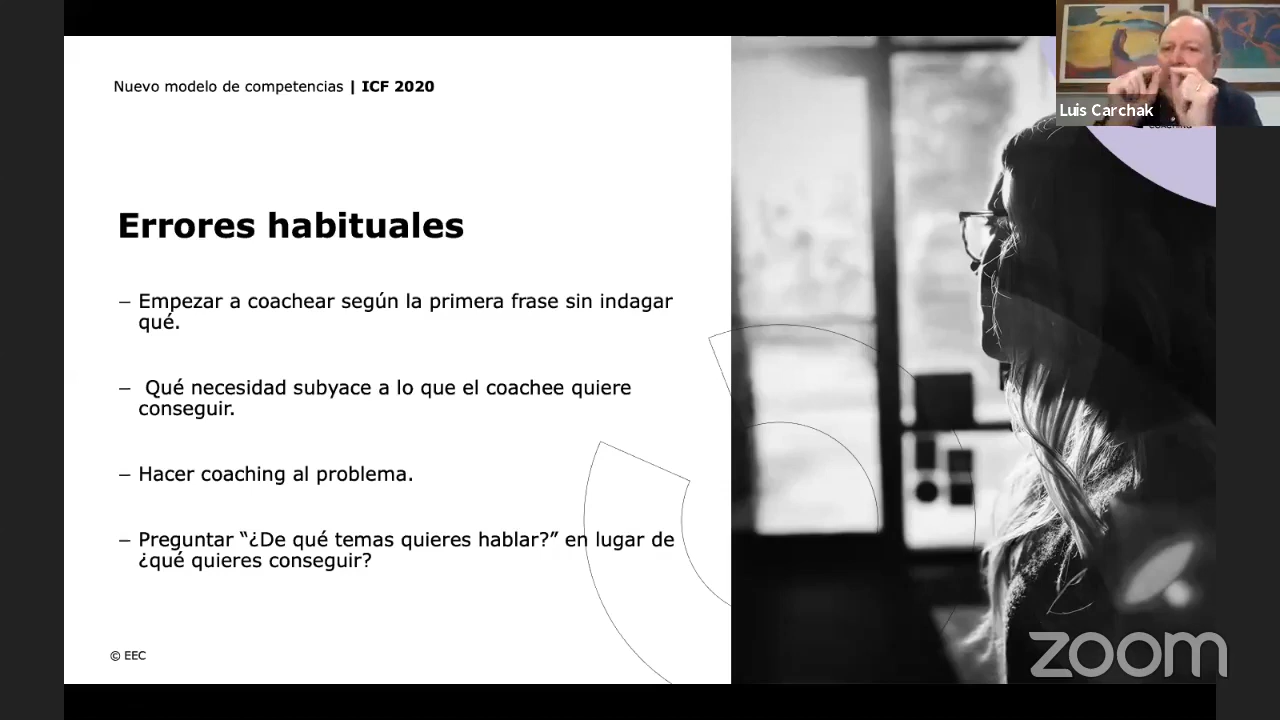 Nuevo modelo de competencias | ICF 2020
Luis Carchak
Errores habituales
– Empezar a coachear según la primera frase sin indagar
qué.
– Qué necesidad subyace a lo que el coachee quiere
conseguir.
– Hacer coaching al problema.
– Preguntar “¿De qué temas quieres hablar?” en lugar de
¿qué quieres conseguir?
© EEC
zoom